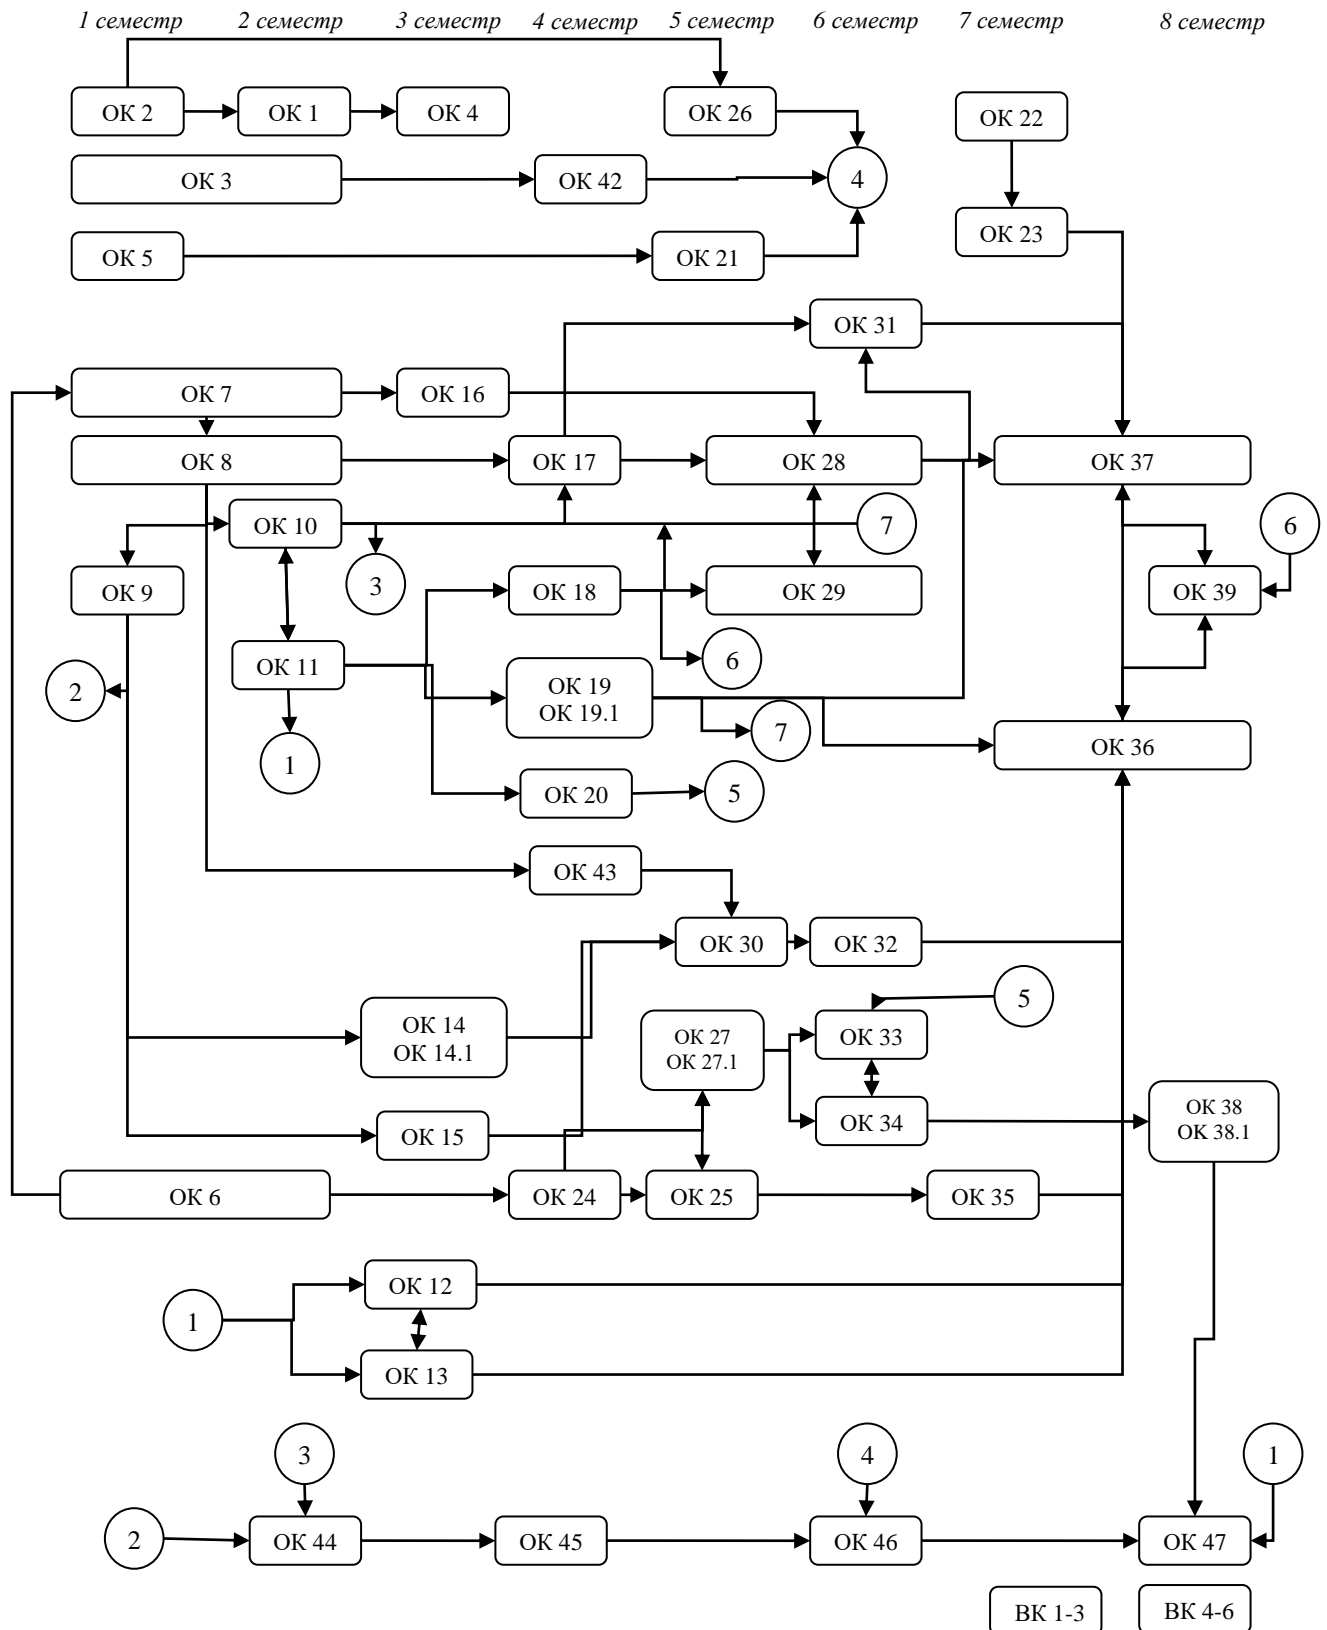 1 семестр 2 семестр 3 семестр 4 семестр 5 семестр 6 семестр 7 семестр 8 семестр
ОК 2 ОК 1 ОК 4 ОК 26 ОК 22
ОК 3 ОК 42 4
ОК 5 ОК 21 ОК 23
ОК 31
ОК 7 ОК 16
ОК 8 ОК 17 ОК 28 ОК 37
ОК 10 7 6
3
ОК 9 ОК 18 ОК 29 ОК 39
ОК 11 6
2 ОК 19
ОК 19.1
7 ОК 36
1 ОК 20 5
ОК 43
ОК 30 ОК 32
5
ОК 14
ОК 14.1
ОК 27
ОК 27.1
ОК 33
ОК 15 ОК 34 ОК 38
ОК 38.1
ОК 6 ОК 24 ОК 25 ОК 35
ОК 12
1
ОК 13
3 4 1
2 ОК 44 ОК 45 ОК 46 ОК 47
ВК 1-3 ВК 4-6